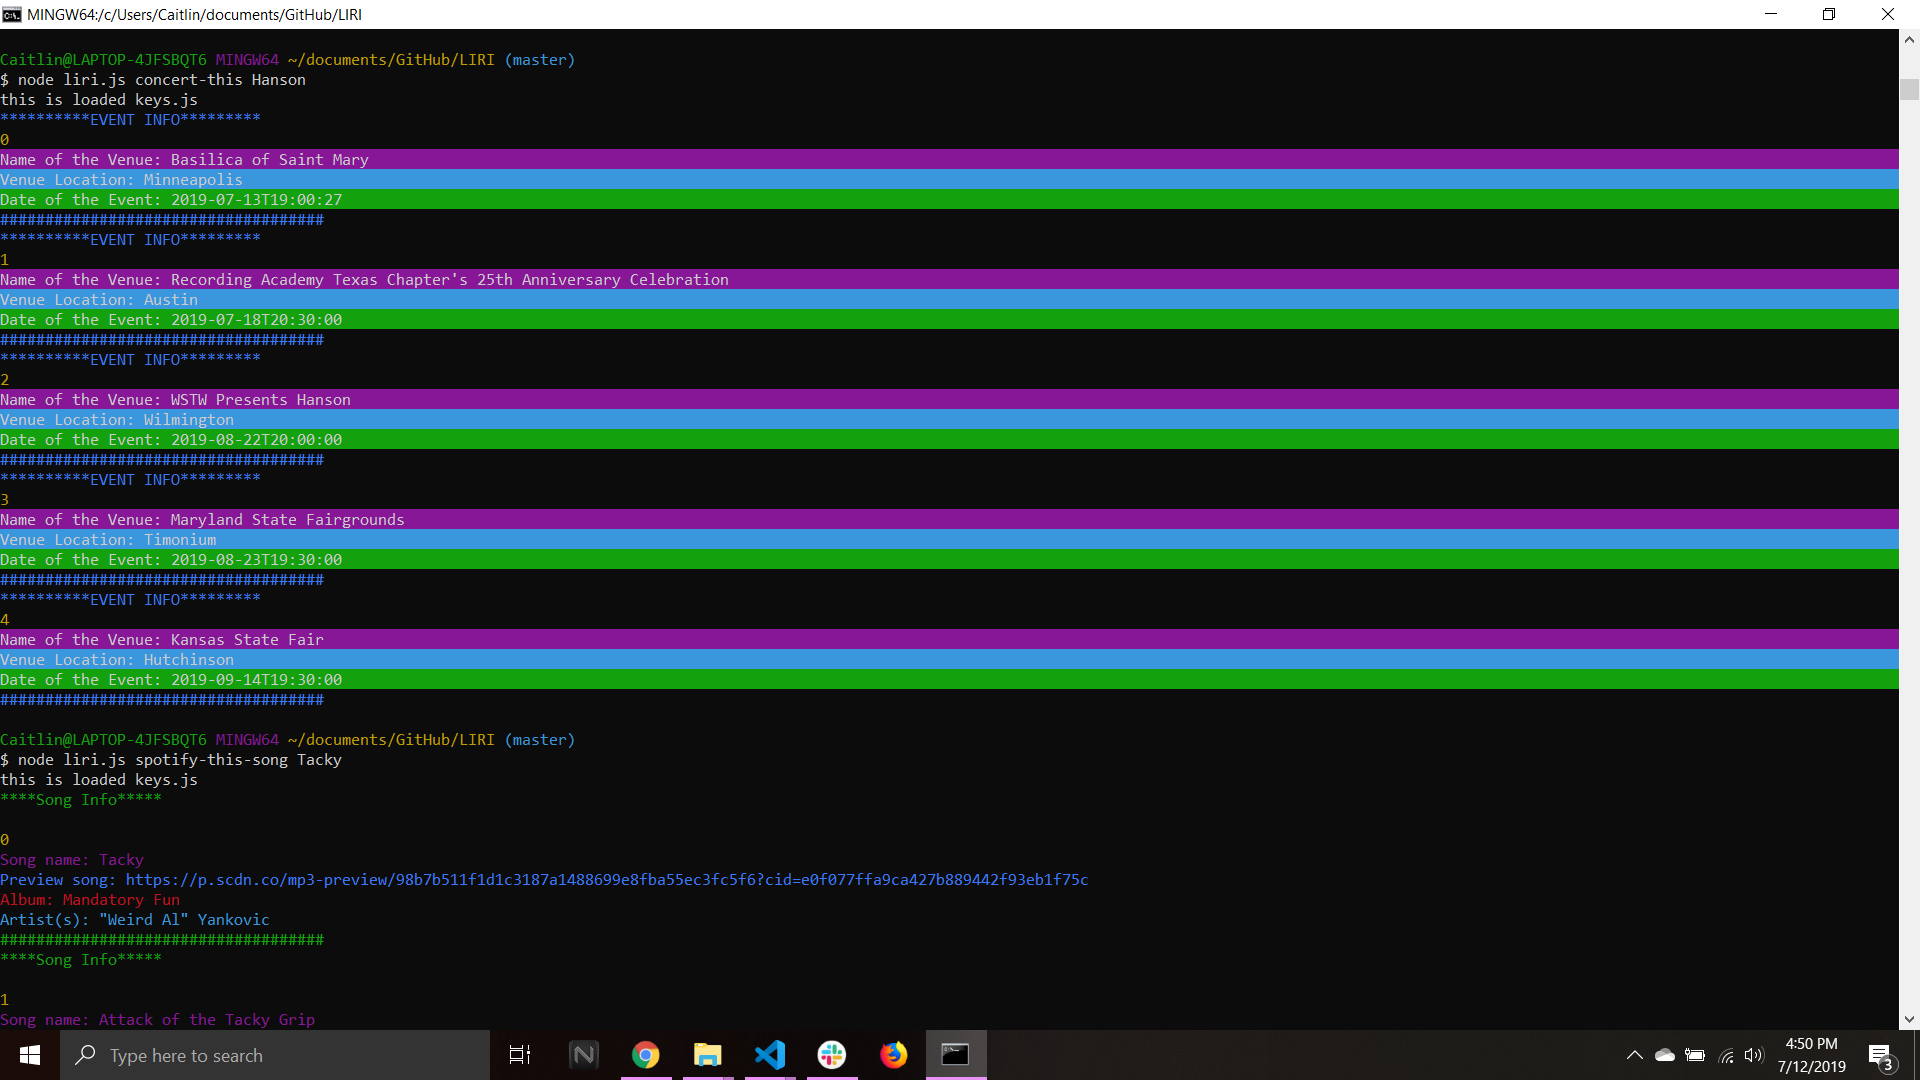 MINGW64:/c/Users/Caitlin/documents/GitHub/LIRI
Caitlin@LAPTOP-4JFSBQT6 MINGW64 ~/documents/GitHub/LIRI (master)
$ node liri.js concert-this Hanson
this is loaded keys.js
**********EVENT INFO*********
0
Name of the Venue: Basilica of Saint Mary
Venue Location: Minneapolis
Date of the Event: 2019-07-13T19:00:27
####################################
**********EVENT INFO*********
1
Name of the Venue: Recording Academy Texas Chapter's 25th Anniversary Celebration
Venue Location: Austin
Date of the Event: 2019-07-18T20:30:00
####################################
**********EVENT INFO*********
2
Name of the Venue: WSTW Presents Hanson
Venue Location: Wilmington
Date of the Event: 2019-08-22T20:00:00
####################################
**********EVENT INFO*********
3
Name of the Venue: Maryland State Fairgrounds
Venue Location: Timonium
Date of the Event: 2019-08-23T19:30:00
####################################
**********EVENT INFO*********
4
Name of the Venue: Kansas State Fair
Venue Location: Hutchinson
Date of the Event: 2019-09-14T19:30:00
####################################
Caitlin@LAPTOP-4JFSBQT6 MINGW64 ~/documents/GitHub/LIRI (master)
$ node liri.js spotify-this-song Tacky
this is loaded keys.js
****Song Info*****
0
Song name: Tacky
Preview song: https://p.scdn.co/mp3-preview/98b7b511f1d1c3187a1488699e8fba55ec3fc5f6?cid=e0f077ffa9ca427b889442f93eb1f75c
Album: Mandatory Fun
Artist(s): "Weird Al" Yankovic
####################################
****Song Info*****
1
Song name: Attack of the Tacky Grip
Type here to search
4:50 PM
7/12/2019
3